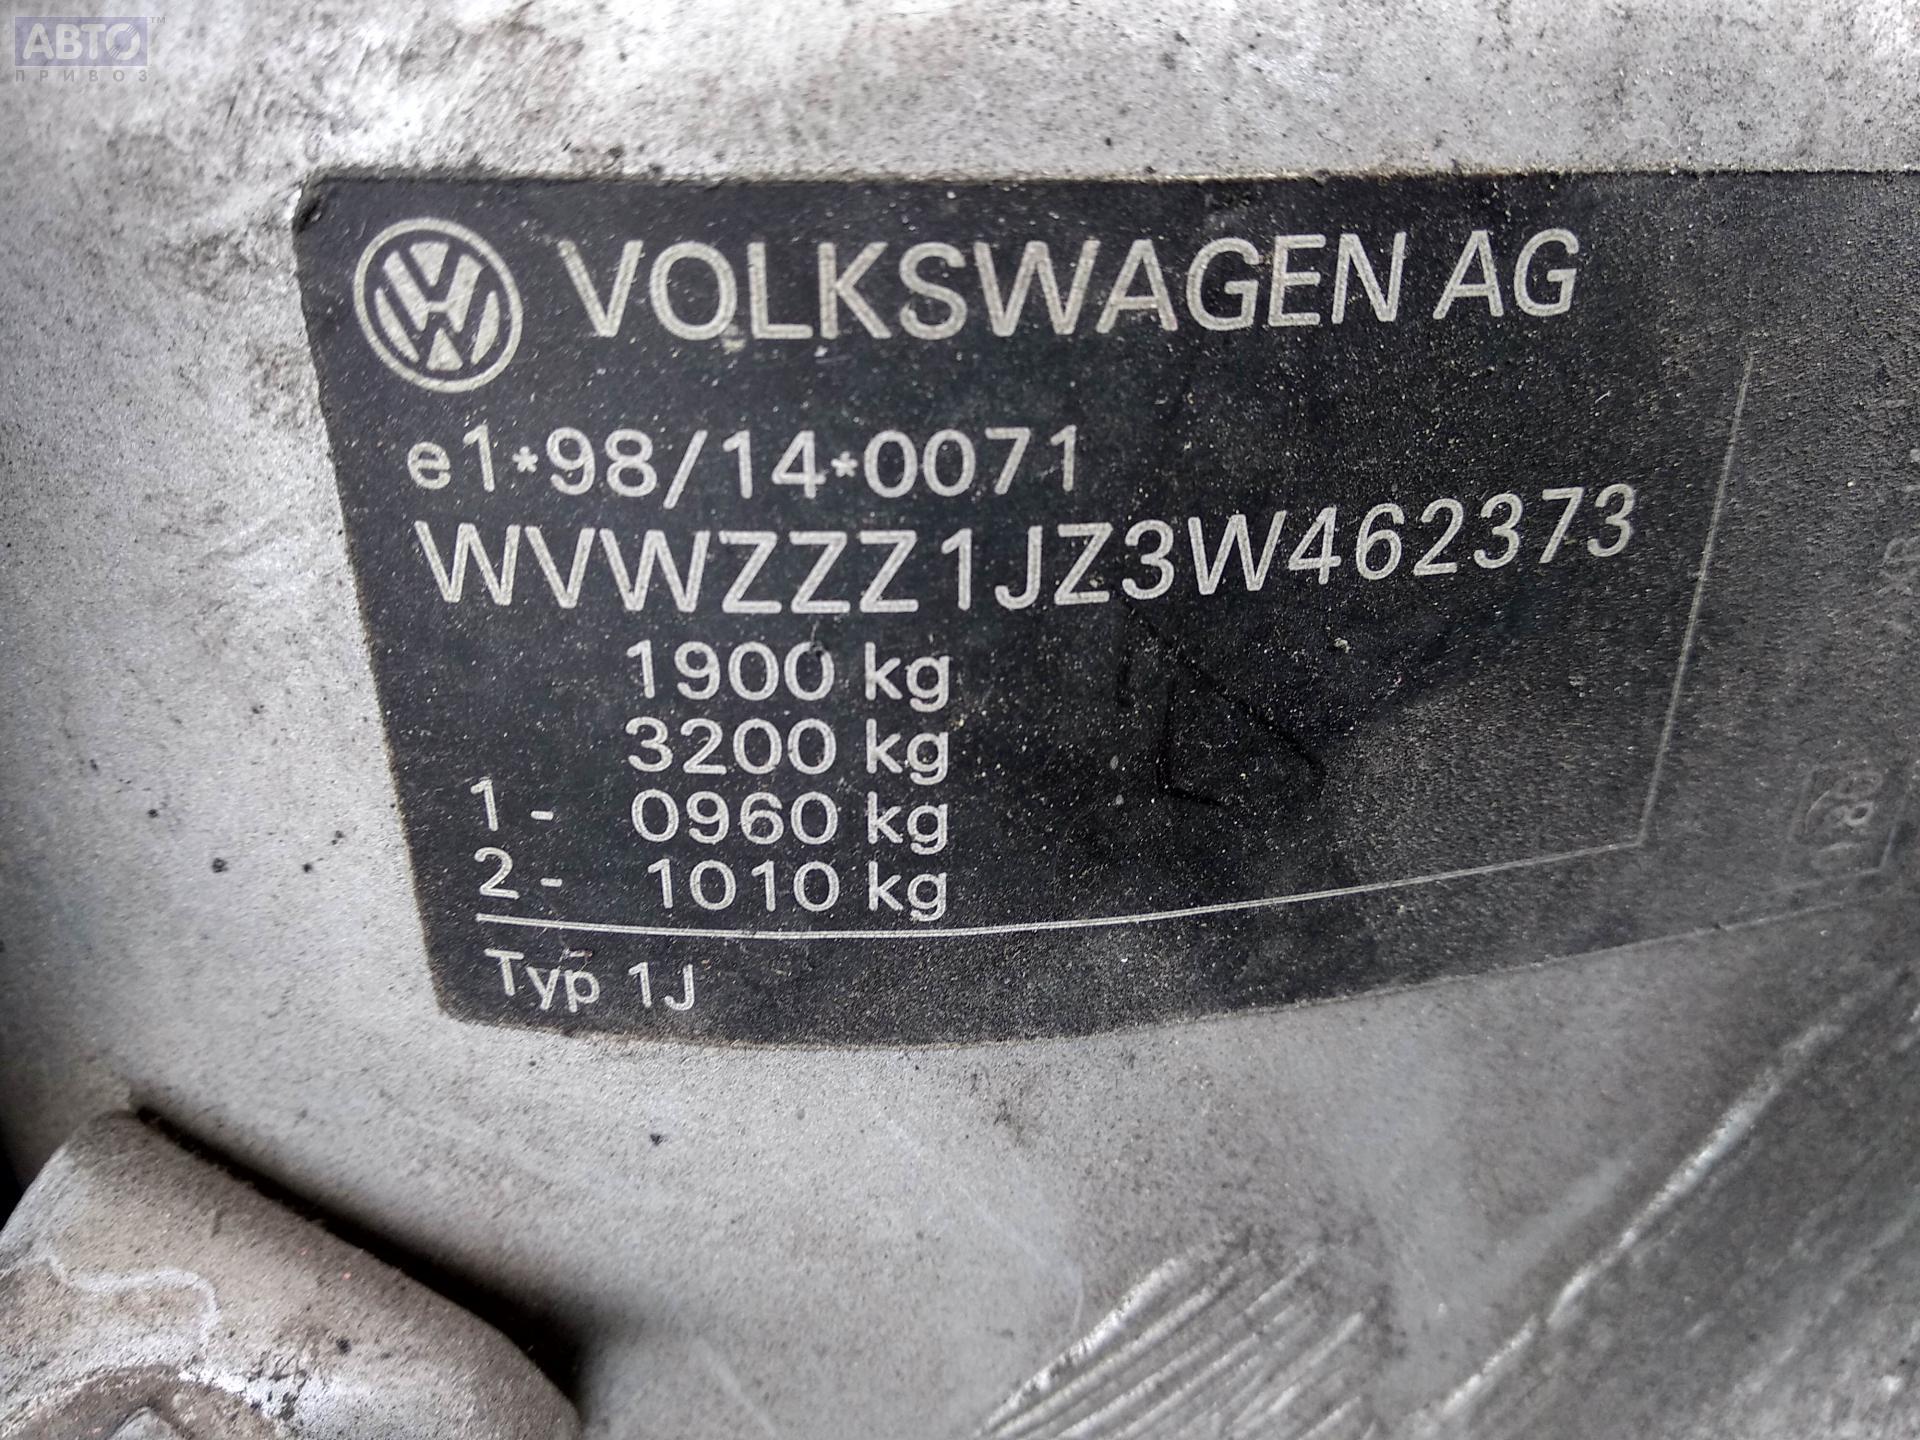 АВТО™
ПРИВОЗ
VOLKSWAGEN AG
e1*98/14*0071
WVWZZZ1JZ3W462373
1900 kg
3200 kg
1 - 0960 kg
2 - 1010 kg
Typ 1J